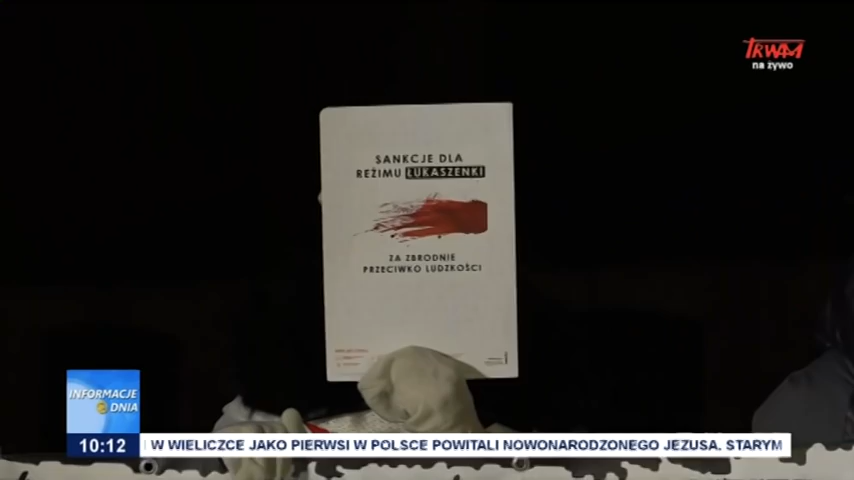 TRWAM
na żywo
SANKCJE DLA
REŻIMU ŁUKASZENKI
ZA ZBRODNIE
PRZECIWKO LUDZKOŚCI
INFORMACJE
DNIA
10:12
W WIELICZCE JAKO PIERWSI W POLSCE POWITALI NOWONARODZONEGO JEZUSA. STARYM